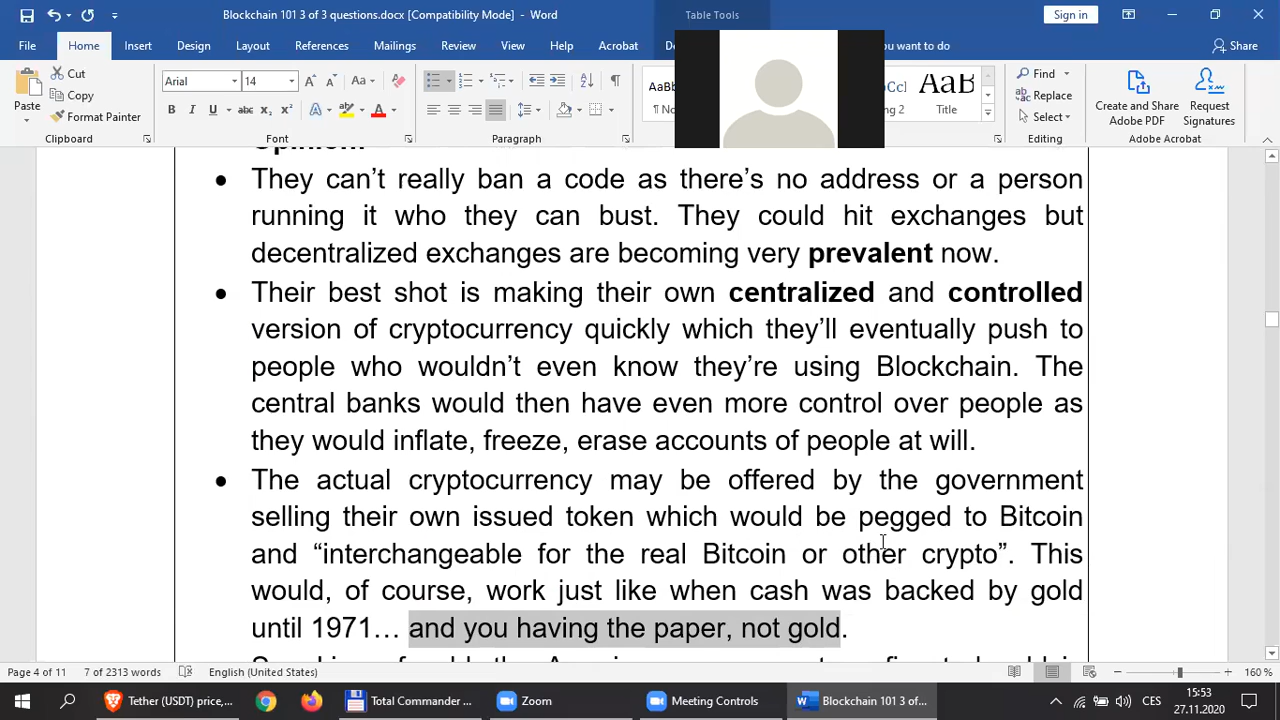 Blockchain 101 3 of 3 questions.docx [Compatibility Mode] - Word
Table Tools
Sign in
File Home Insert Design Layout References Mailings Review View Help Acrobat
you want to do
Share
Paste
Cut
Copy
Format Painter
Clipboard
Arial 14
B I U
Font
Paragraph
AaBb
¶ No
AaB
ing 2
Title
Find
Replace
Select
Editing
Create and Share
Adobe PDF
Request
Signatures
Adobe Acrobat
Opinion:
• They can’t really ban a code as there’s no address or a person
running it who they can bust. They could hit exchanges but
decentralized exchanges are becoming very prevalent now.
• Their best shot is making their own centralized and controlled
version of cryptocurrency quickly which they’ll eventually push to
people who wouldn’t even know they’re using Blockchain. The
central banks would then have even more control over people as
they would inflate, freeze, erase accounts of people at will.
• The actual cryptocurrency may be offered by the government
selling their own issued token which would be pegged to Bitcoin
and “interchangeable for the real Bitcoin or other crypto”. This
would, of course, work just like when cash was backed by gold
until 1971… and you having the paper, not gold.
Page 4 of 11 7 of 2313 words English (United States) 160 %
Tether (USDT) price,... Total Commander ... Zoom Meeting Controls Blockchain 101 3 of...
CES
15:53
27.11.2020